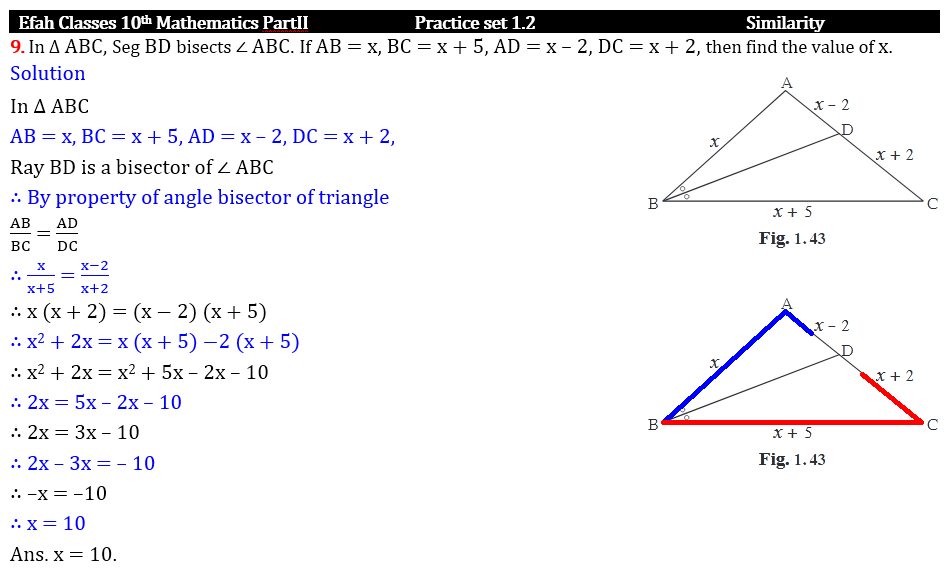 Efah Classes 10th Mathematics PartII Practice set 1.2 Similarity
9. In Δ ABC, Seg BD bisects ∠ ABC. If AB = x, BC = x + 5, AD = x – 2, DC = x + 2, then find the value of x.
Solution
In Δ ABC
AB = x, BC = x + 5, AD = x – 2, DC = x + 2,
Ray BD is a bisector of ∠ ABC
∴ By property of angle bisector of triangle
AB/BC = AD/DC
∴ x/x+5 = x−2/x+2
∴ x (x + 2) = (x – 2) (x + 5)
∴ x² + 2x = x (x + 5) –2 (x + 5)
∴ x² + 2x = x² + 5x – 2x – 10
∴ 2x = 5x – 2x – 10
∴ 2x = 3x – 10
∴ 2x – 3x = – 10
∴ –x = –10
∴ x = 10
Ans. x = 10.
A
x – 2
D
x
x + 2
B
C
x + 5
Fig. 1.43
A
x – 2
D
x
x + 2
B
C
x + 5
Fig. 1.43